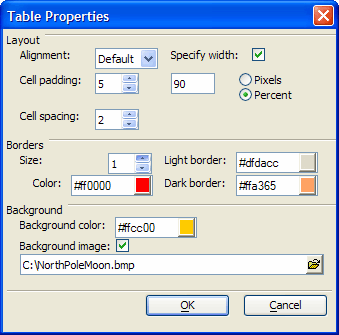 Table Properties
Layout
Alignment: Default Specify width:
Cell padding: 5 90 Pixels
Percent
Cell spacing: 2
Borders
Size: 1 Light border: #dfdacc
Color: #ff0000 Dark border: #ffa365
Background
Background color: #ffcc00
Background image:
C:\NorthPoleMoon.bmp
OK Cancel